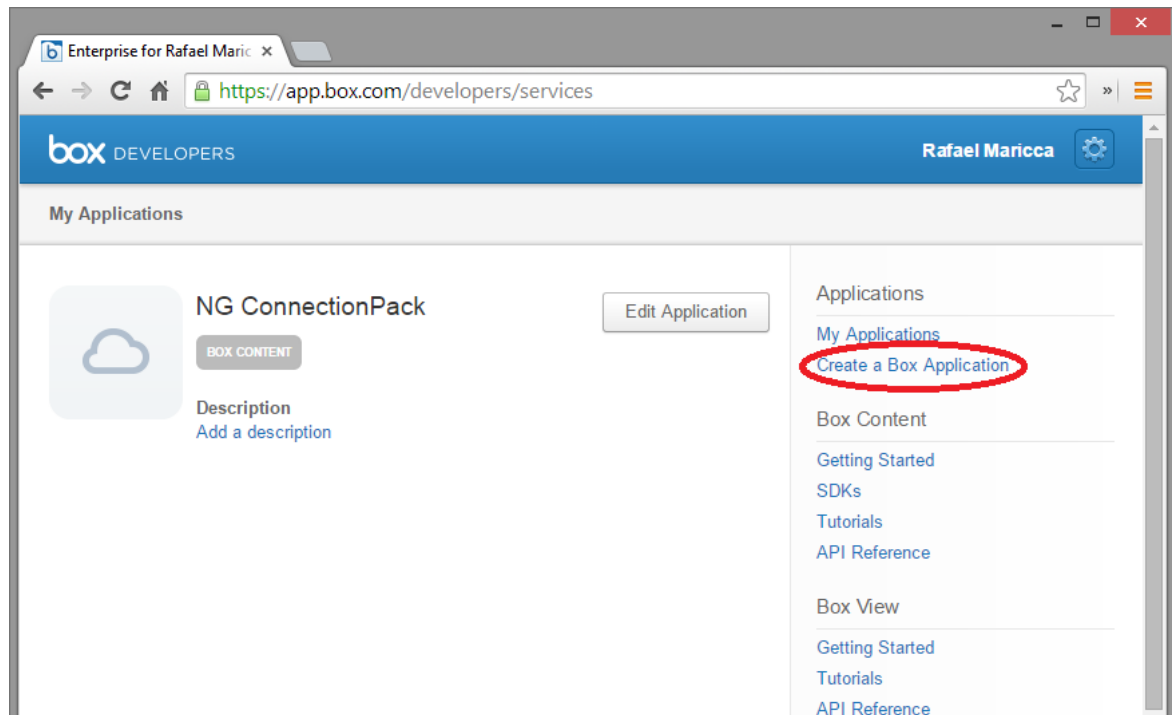 Enterprise for Rafael Maric
https://app.box.com/developers/services
box DEVELOPERS
Rafael Maricca
My Applications
NG ConnectionPack
Edit Application
BOX CONTENT
Description
Add a description
Applications
My Applications
Create a Box Application
Box Content
Getting Started
SDKs
Tutorials
API Reference
Box View
Getting Started
Tutorials
API Reference